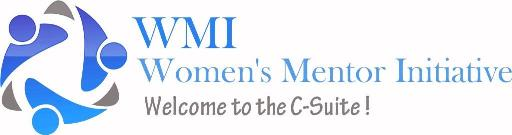 WMI
Women's Mentor Initiative
Welcome to the C-Suite !